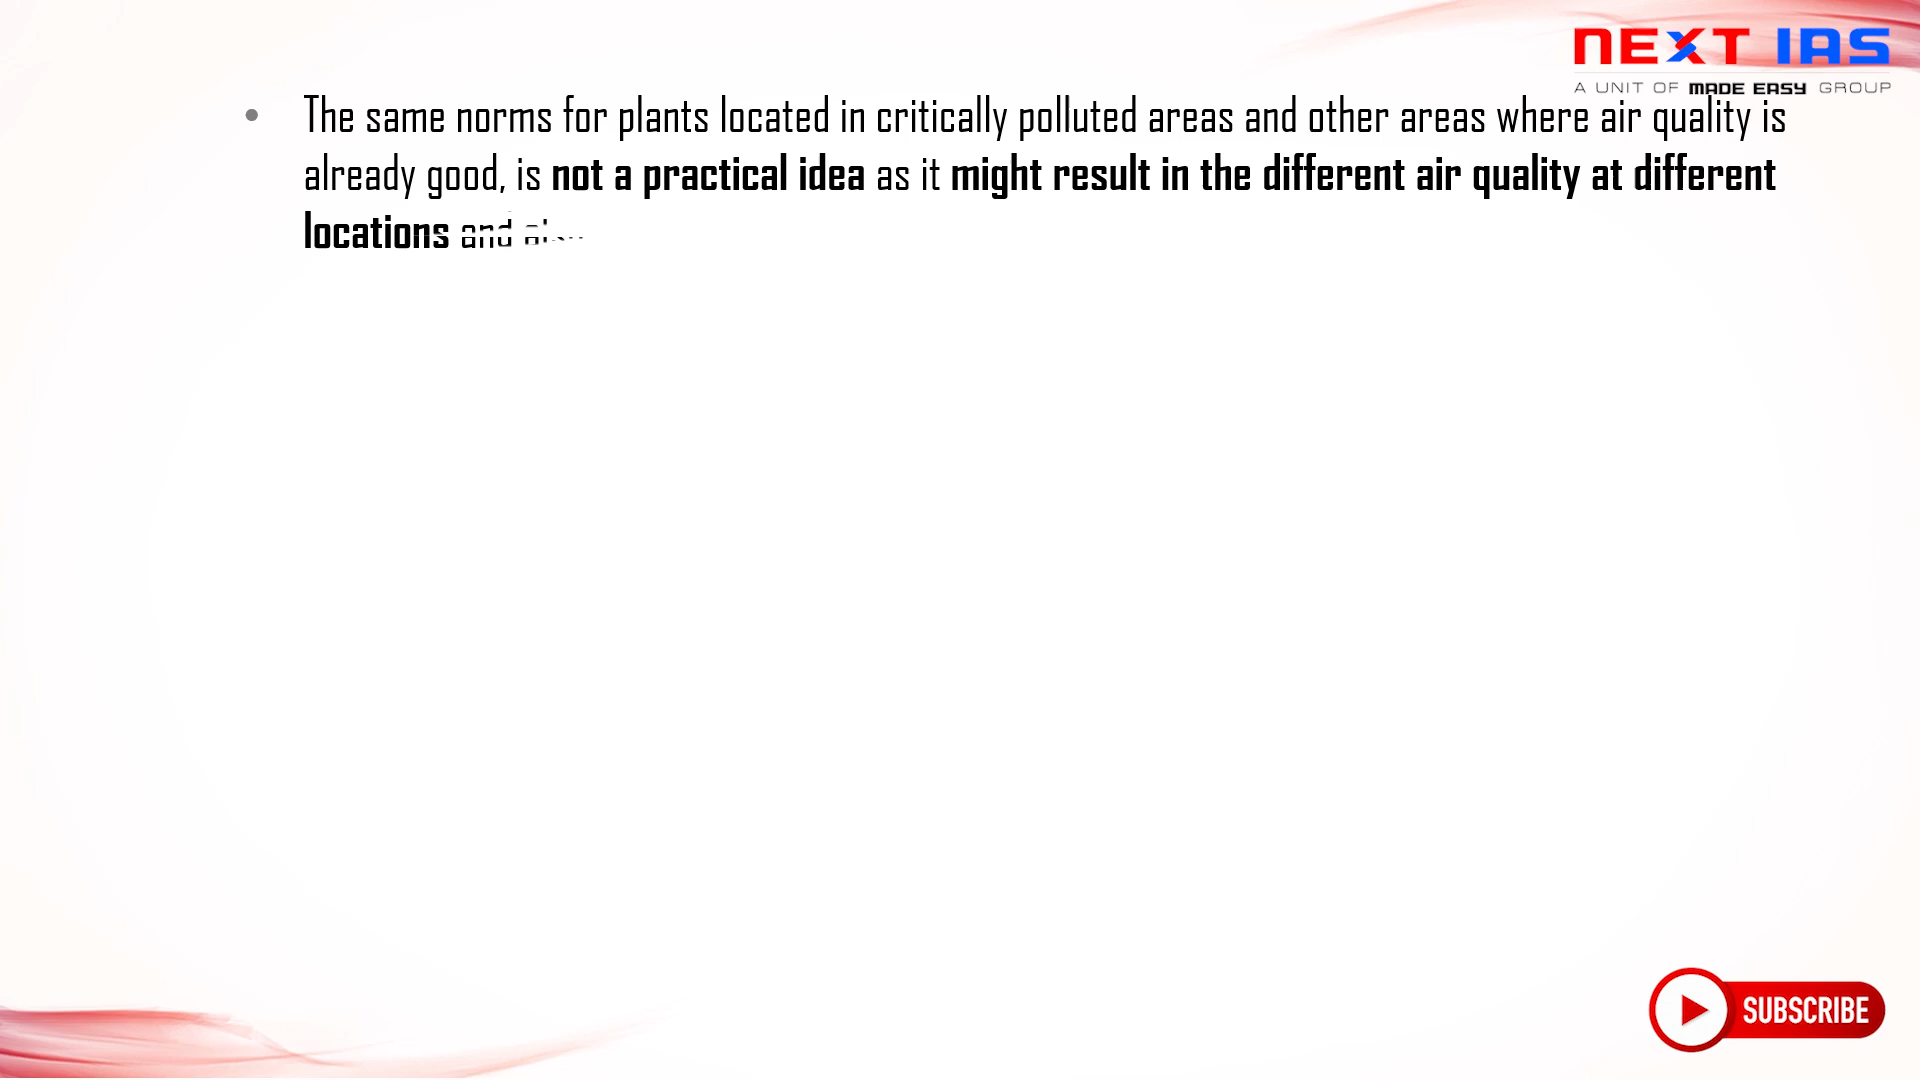 NEXT IAS
A UNIT OF MADE EASY GROUP
• The same norms for plants located in critically polluted areas and other areas where air quality is
already good, is not a practical idea as it might result in the different air quality at different
locations and
SUBSCRIBE